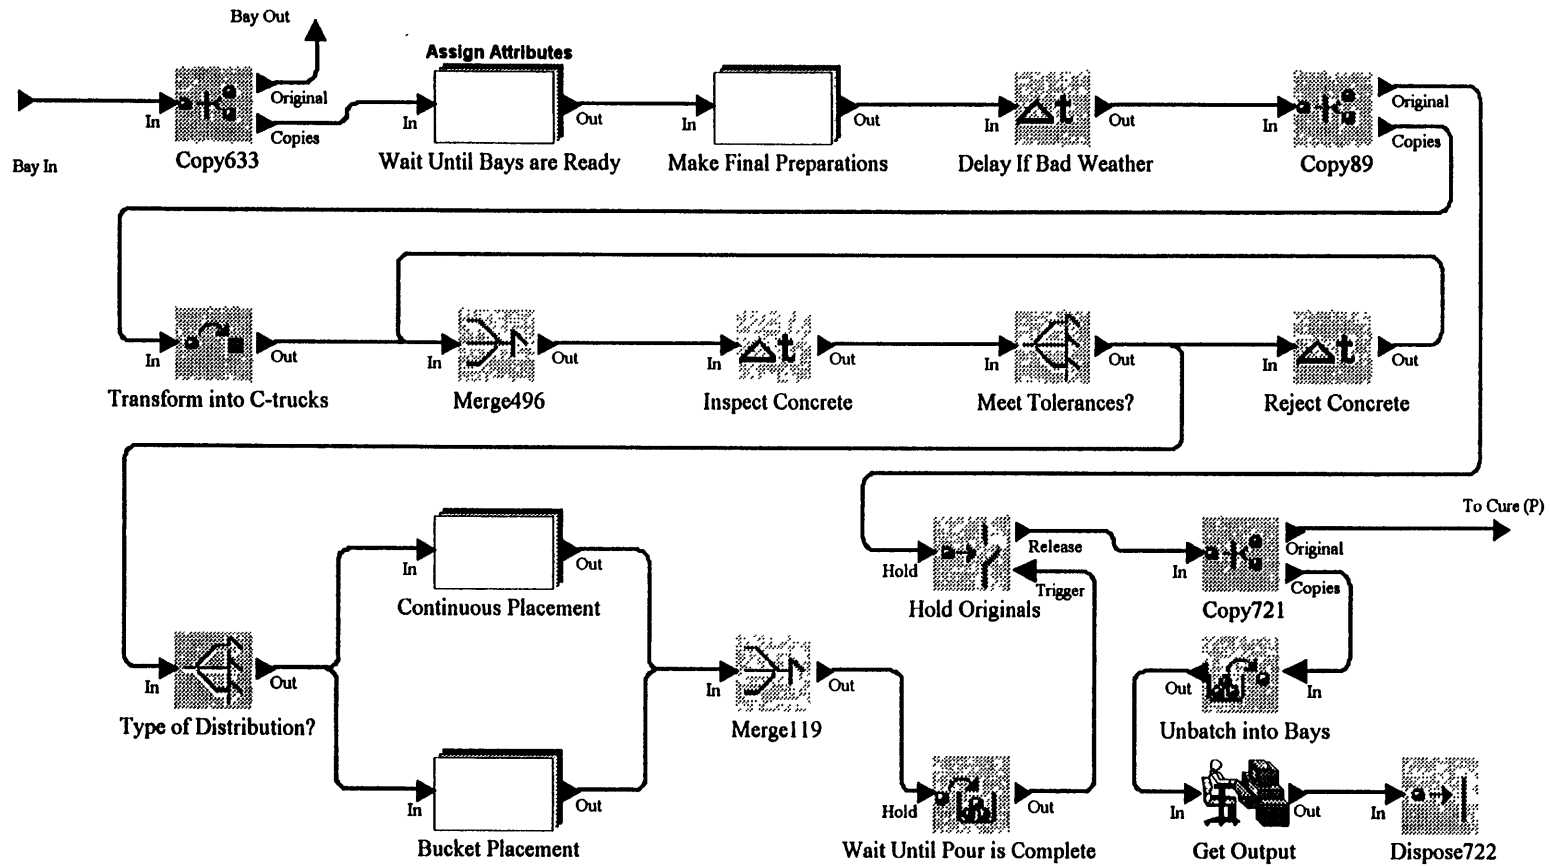 Bay Out
Assign Attributes
Original
Original
In
Copies
In
Out
In
Out
In
Out
In
Copies
Bay In
Copy633
Wait Until Bays are Ready
Make Final Preparations
Delay If Bad Weather
Copy89
In
Out
In
Out
In
Out
In
Out
In
Out
Transform into C-trucks
Merge496
Inspect Concrete
Meet Tolerances?
Reject Concrete
To Cure (P)
In
Out
Hold
Release
In
Original
Continuous Placement
Hold Originals
Trigger
Copy721
Copies
In
Out
In
Out
Out
In
Type of Distribution?
Merge119
Unbatch into Bays
In
Out
Hold
Out
In
Out
In
Bucket Placement
Wait Until Pour is Complete
Get Output
Dispose722